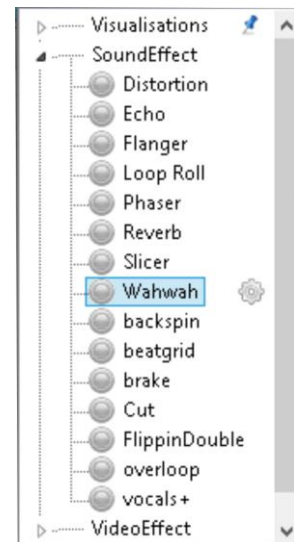 Visualisations
SoundEffect
Distortion
Echo
Flanger
Loop Roll
Phaser
Reverb
Slicer
Wahwah
backspin
beatgrid
brake
Cut
FlippinDouble
overloop
vocals+
VideoEffect